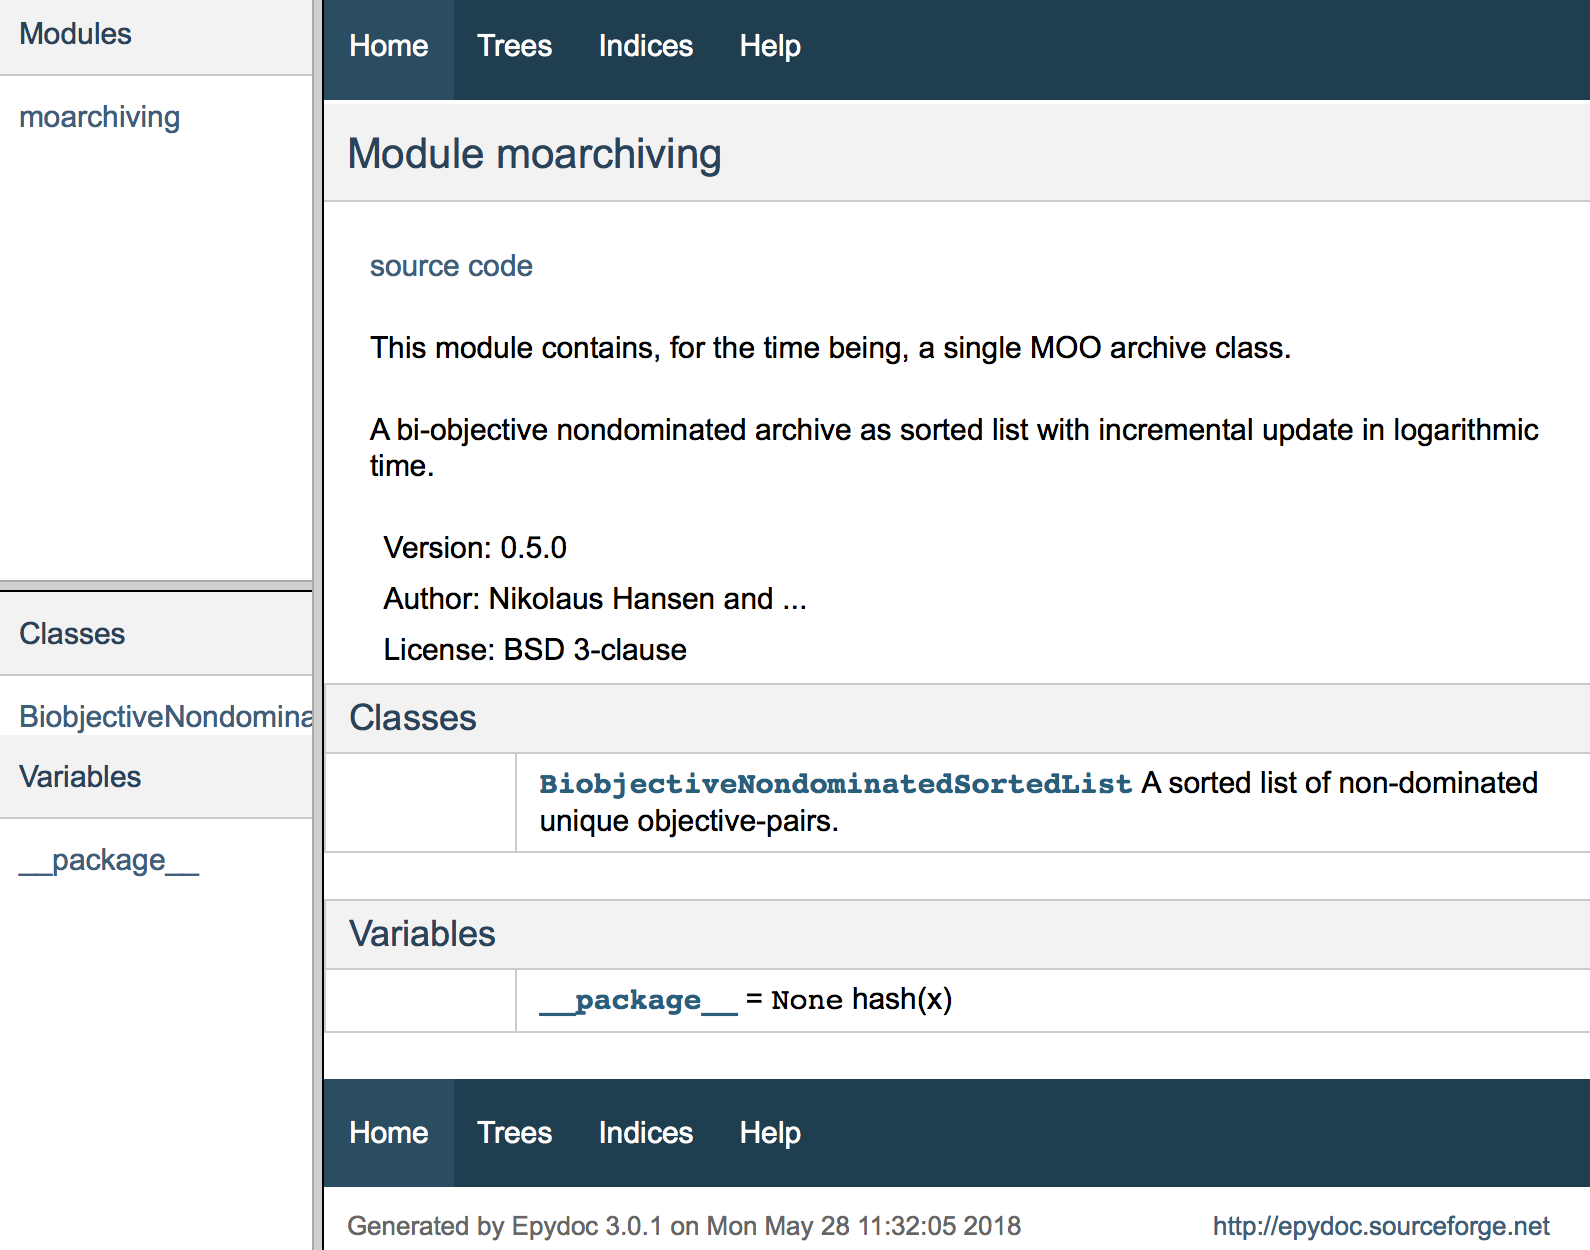 Modules
moarchiving
Classes
BiobjectiveNondomina
Variables
__package__
Home Trees Indices Help
Module moarchiving
source code
This module contains, for the time being, a single MOO archive class.
A bi-objective nondominated archive as sorted list with incremental update in logarithmic
time.
Version: 0.5.0
Author: Nikolaus Hansen and ...
License: BSD 3-clause
Classes
BiobjectiveNondominatedSortedList A sorted list of non-dominated
unique objective-pairs.
Variables
__package__ = None hash(x)
Home Trees Indices Help
Generated by Epydoc 3.0.1 on Mon May 28 11:32:05 2018 http://epydoc.sourceforge.net